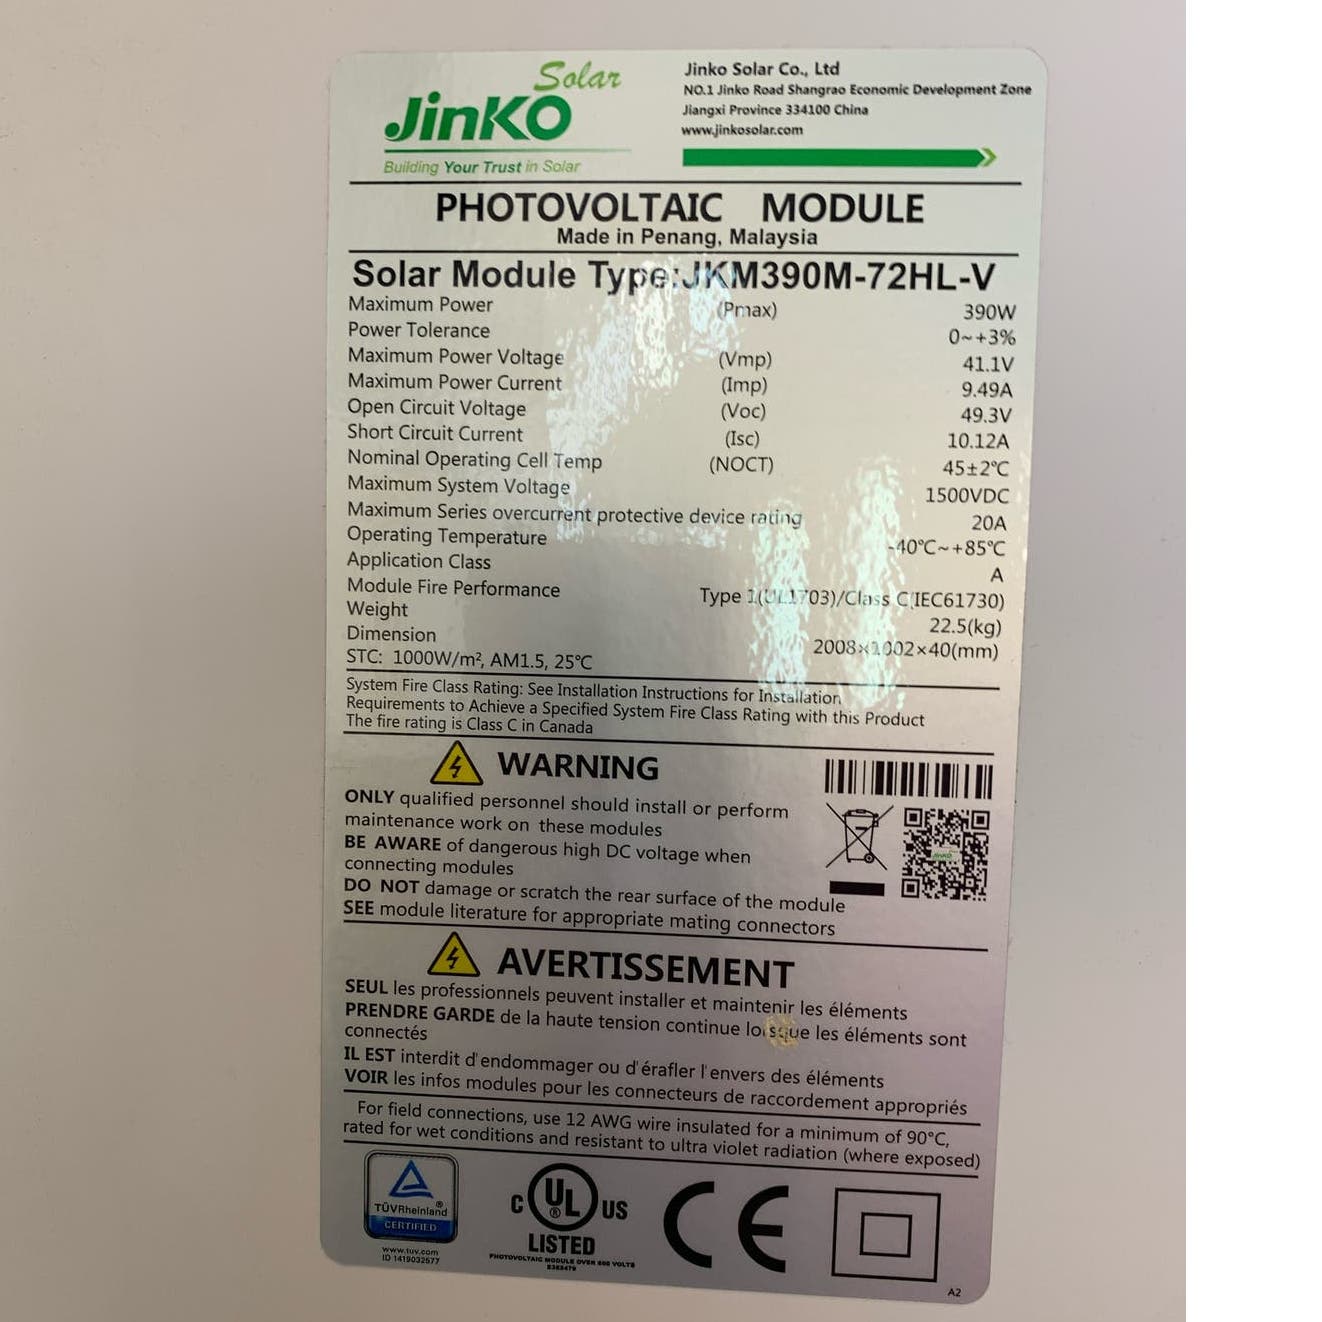 Solar
JinKO
Building Your Trust in Solar
Jinko Solar Co., Ltd
NO.1 Jinko Road Shangrao Economic Development Zone
Jiangxi Province 334100 China
www.jinkosolar.com
PHOTOVOLTAIC MODULE
Made in Penang, Malaysia
Solar Module Type:JKM390M-72HL-V
Maximum Power (Pmax) 390W
Power Tolerance 0~+3%
Maximum Power Voltage (Vmp) 41.1V
Maximum Power Current (Imp) 9.49A
Open Circuit Voltage (Voc) 49.3V
Short Circuit Current (Isc) 10.12A
Nominal Operating Cell Temp (NOCT) 45±2℃
Maximum System Voltage 1500VDC
Maximum Series overcurrent protective device rating 20A
Operating Temperature -40℃~+85℃
Application Class A
Module Fire Performance Type 1(UL1703)/Class C(IEC61730)
Weight 22.5(kg)
Dimension 2008×1002×40(mm)
STC: 1000W/m², AM1.5, 25℃
System Fire Class Rating: See Installation Instructions for Installation
Requirements to Achieve a Specified System Fire Class Rating with this Product
The fire rating is Class C in Canada
WARNING
ONLY qualified personnel should install or perform
maintenance work on these modules
BE AWARE of dangerous high DC voltage when
connecting modules
DO NOT damage or scratch the rear surface of the module
SEE module literature for appropriate mating connectors
JinKO
AVERTISSEMENT
SEUL les professionnels peuvent installer et maintenir les éléments
PRENDRE GARDE de la haute tension continue lorsque les éléments sont
connectés
IL EST interdit d'endommager ou d'érafler l'envers des éléments
VOIR les infos modules pour les connecteurs de raccordement appropriés
For field connections, use 12 AWG wire insulated for a minimum of 90℃,
rated for wet conditions and resistant to ultra violet radiation (where exposed)
TÜVRheinland®
CERTIFIED
www.tuv.com
ID 1419032577
C UL® US
LISTED
PHOTOVOLTAIC MODULE OVER 600 VOLTS
E362479
CE
A2